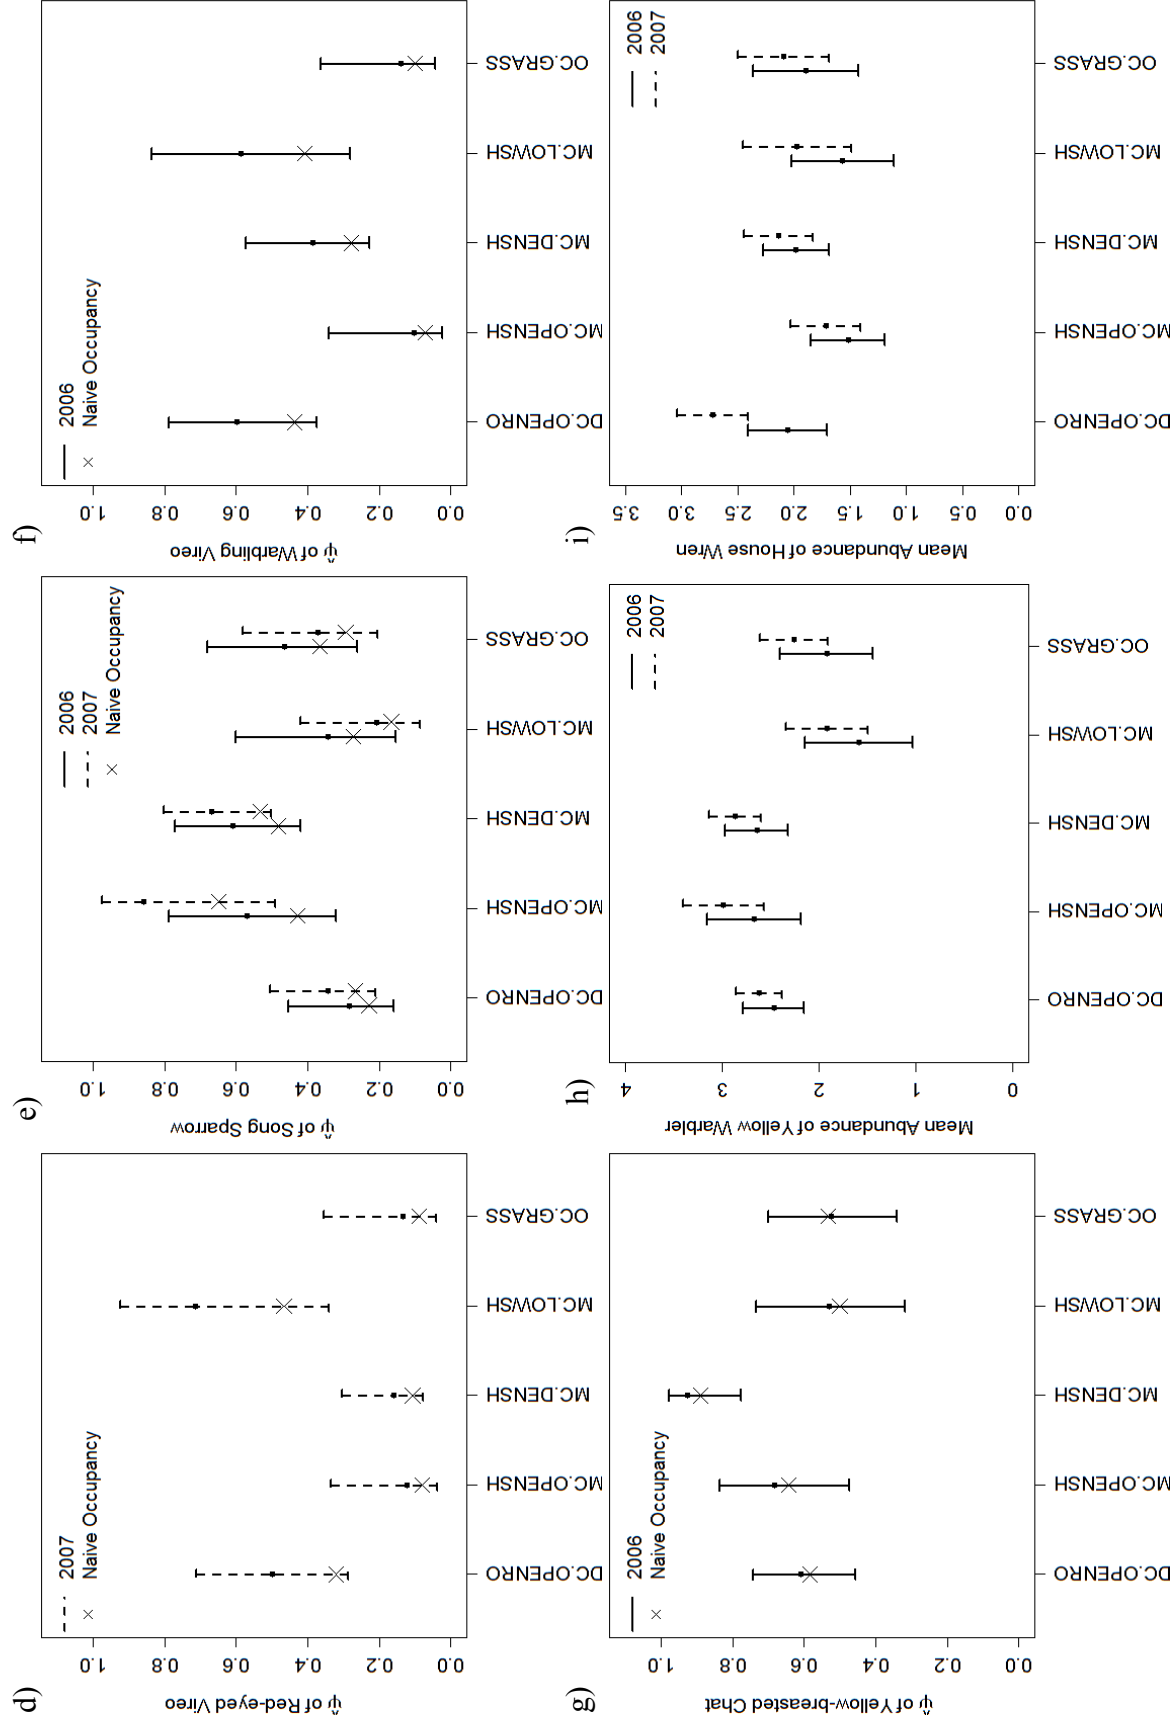 d)
2007
Naive Occupancy
ψ̂ of Red-eyed Vireo
1.0
0.8
0.6
0.4
0.2
0.0
DC.OPENRO
MC.OPENSH
MC.DENSH
MC.LOWSH
OC.GRASS
e)
2006
2007
Naive Occupancy
ψ̂ of Song Sparrow
1.0
0.8
0.6
0.4
0.2
0.0
DC.OPENRO
MC.OPENSH
MC.DENSH
MC.LOWSH
OC.GRASS
f)
2006
Naive Occupancy
ψ̂ of Warbling Vireo
1.0
0.8
0.6
0.4
0.2
0.0
DC.OPENRO
MC.OPENSH
MC.DENSH
MC.LOWSH
OC.GRASS
g)
2006
Naive Occupancy
ψ̂ of Yellow-breasted Chat
1.0
0.8
0.6
0.4
0.2
0.0
DC.OPENRO
MC.OPENSH
MC.DENSH
MC.LOWSH
OC.GRASS
h)
2006
2007
Mean Abundance of Yellow Warbler
4
3
2
1
0
DC.OPENRO
MC.OPENSH
MC.DENSH
MC.LOWSH
OC.GRASS
i)
2006
2007
Mean Abundance of House Wren
3.5
3.0
2.5
2.0
1.5
1.0
0.5
0.0
DC.OPENRO
MC.OPENSH
MC.DENSH
MC.LOWSH
OC.GRASS